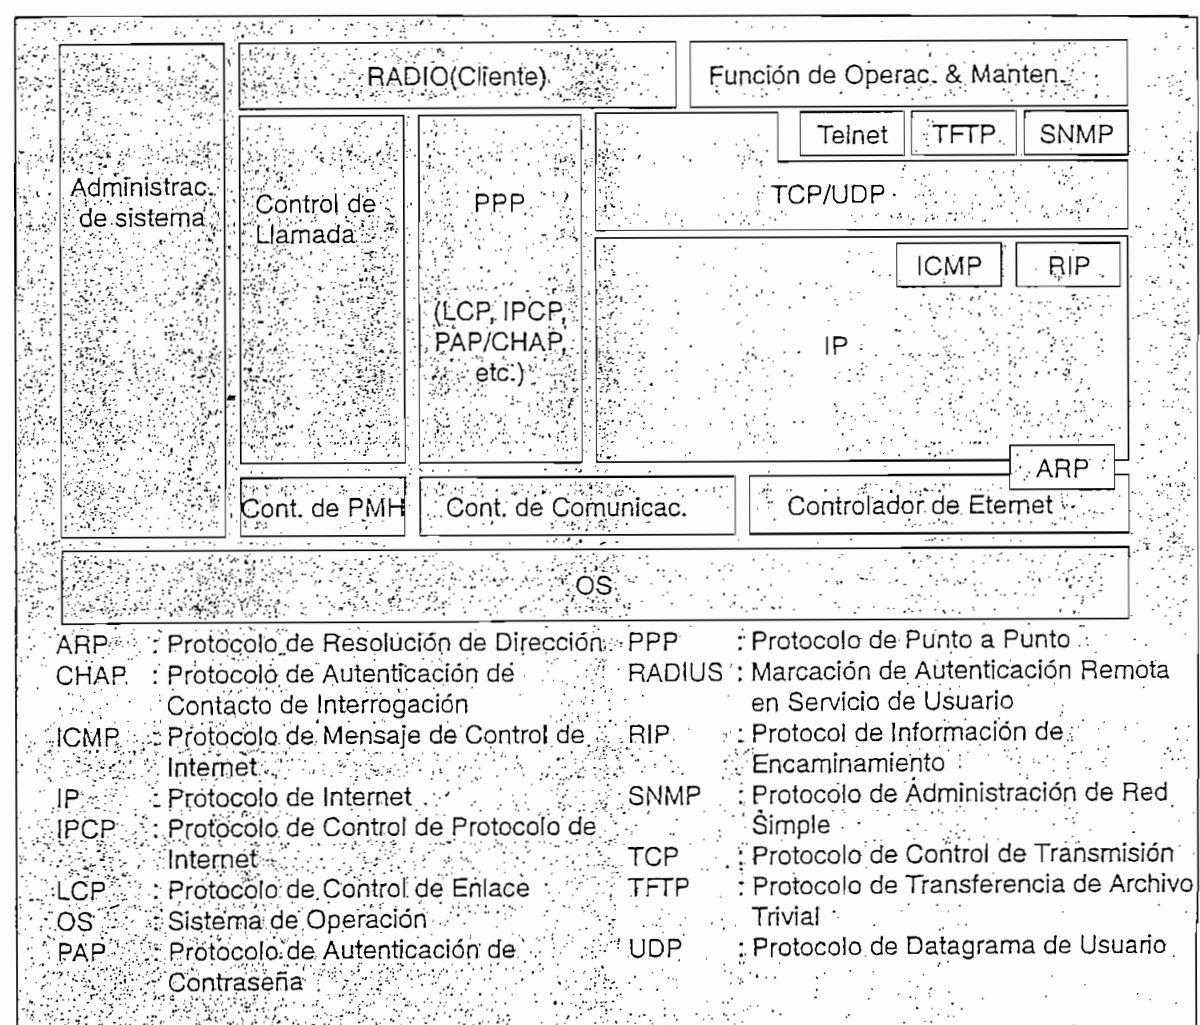 RADIO(Cliente)
Función de Operac. & Manten.
Telnet
TFTP
SNMP
Administrac.
de sistema
Control de
Llamada
PPP
TCP/UDP
ICMP
RIP
(LCP, IPCP,
PAP/CHAP,
etc.)
IP
ARP
Cont. de PMH
Cont. de Comunicac.
Controlador de Eternet
OS
ARP : Protocolo de Resolución de Dirección
CHAP : Protocolo de Autenticación de
Contacto de Interrogación
ICMP : Protocolo de Mensaje de Control de
Internet
IP : Protocolo de Internet
IPCP : Protocolo de Control de Protocolo de
Internet
LCP : Protocolo de Control de Enlace
OS : Sistema de Operación
PAP : Protocolo de Autenticación de
Contraseña
PPP : Protocolo de Punto a Punto
RADIUS : Marcación de Autenticación Remota
en Servicio de Usuario
RIP : Protocol de Información de
Encaminamiento
SNMP : Protocolo de Administración de Red
Simple
TCP : Protocolo de Control de Transmisión
TFTP : Protocolo de Transferencia de Archivo
Trivial
UDP : Protocolo de Datagrama de Usuario